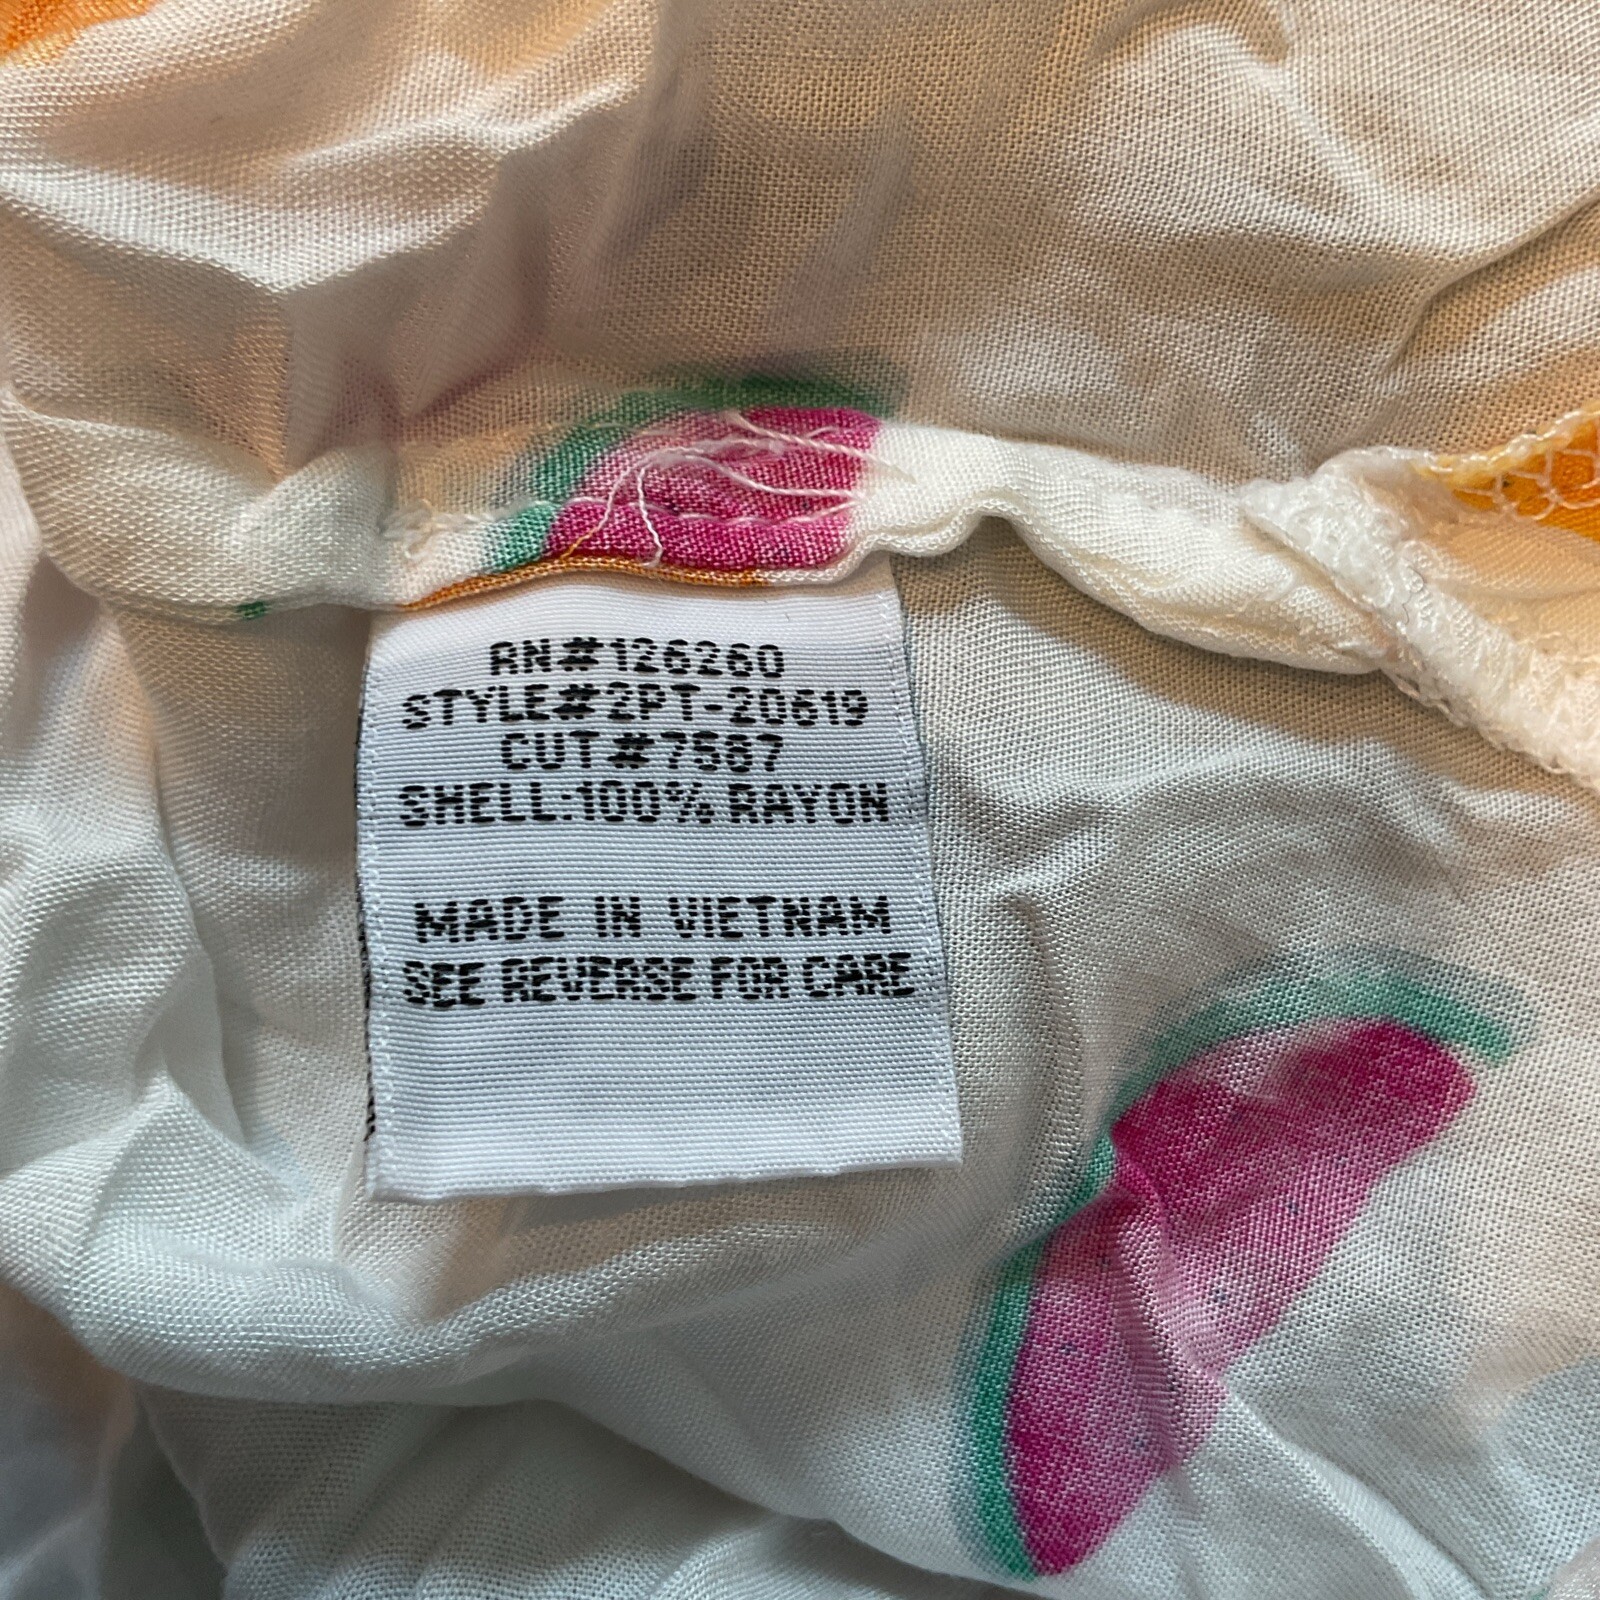 RN#126260
STYLE#2PT-20619
CUT#7587
SHELL:100% RAYON
MADE IN VIETNAM
SEE REVERSE FOR CARE